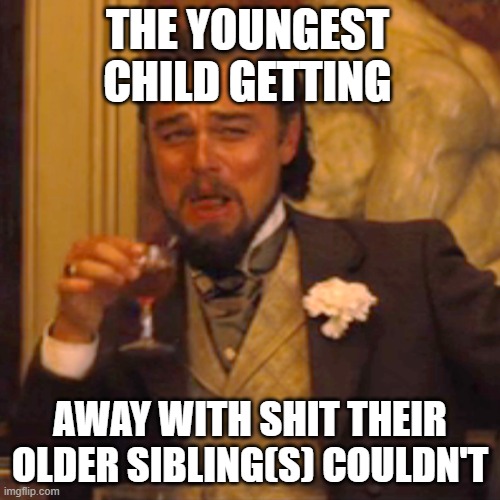 THE YOUNGEST
CHILD GETTING
AWAY WITH SHIT THEIR
OLDER SIBLING(S) COULDN'T
imgflip.com